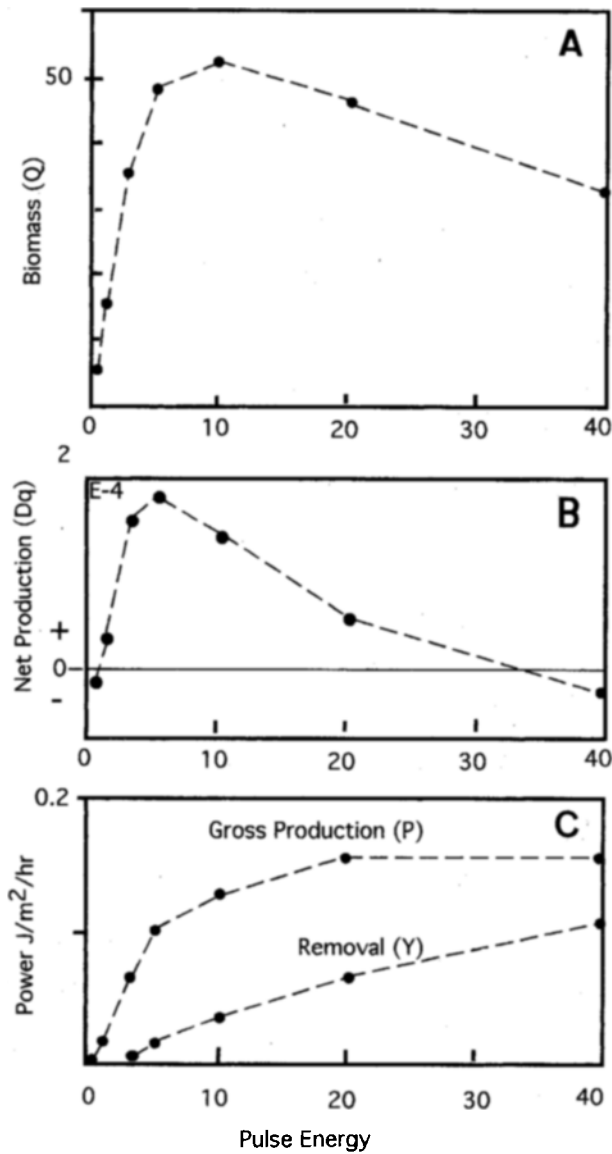 A
50
Biomass (Q)
0 10 20 30 40
2
E-4
B
Net Production (Dq)
+
0
-
0 10 20 30 40
0.2
C
Gross Production (P)
Removal (Y)
Power J/m2/hr
0 10 20 30 40
Pulse Energy